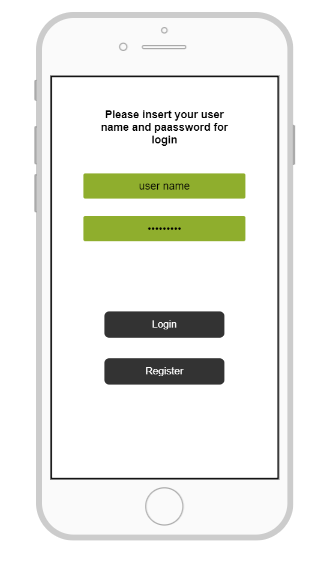 Please insert your user
name and paassword for
login
user name
•••••••••
Login
Register